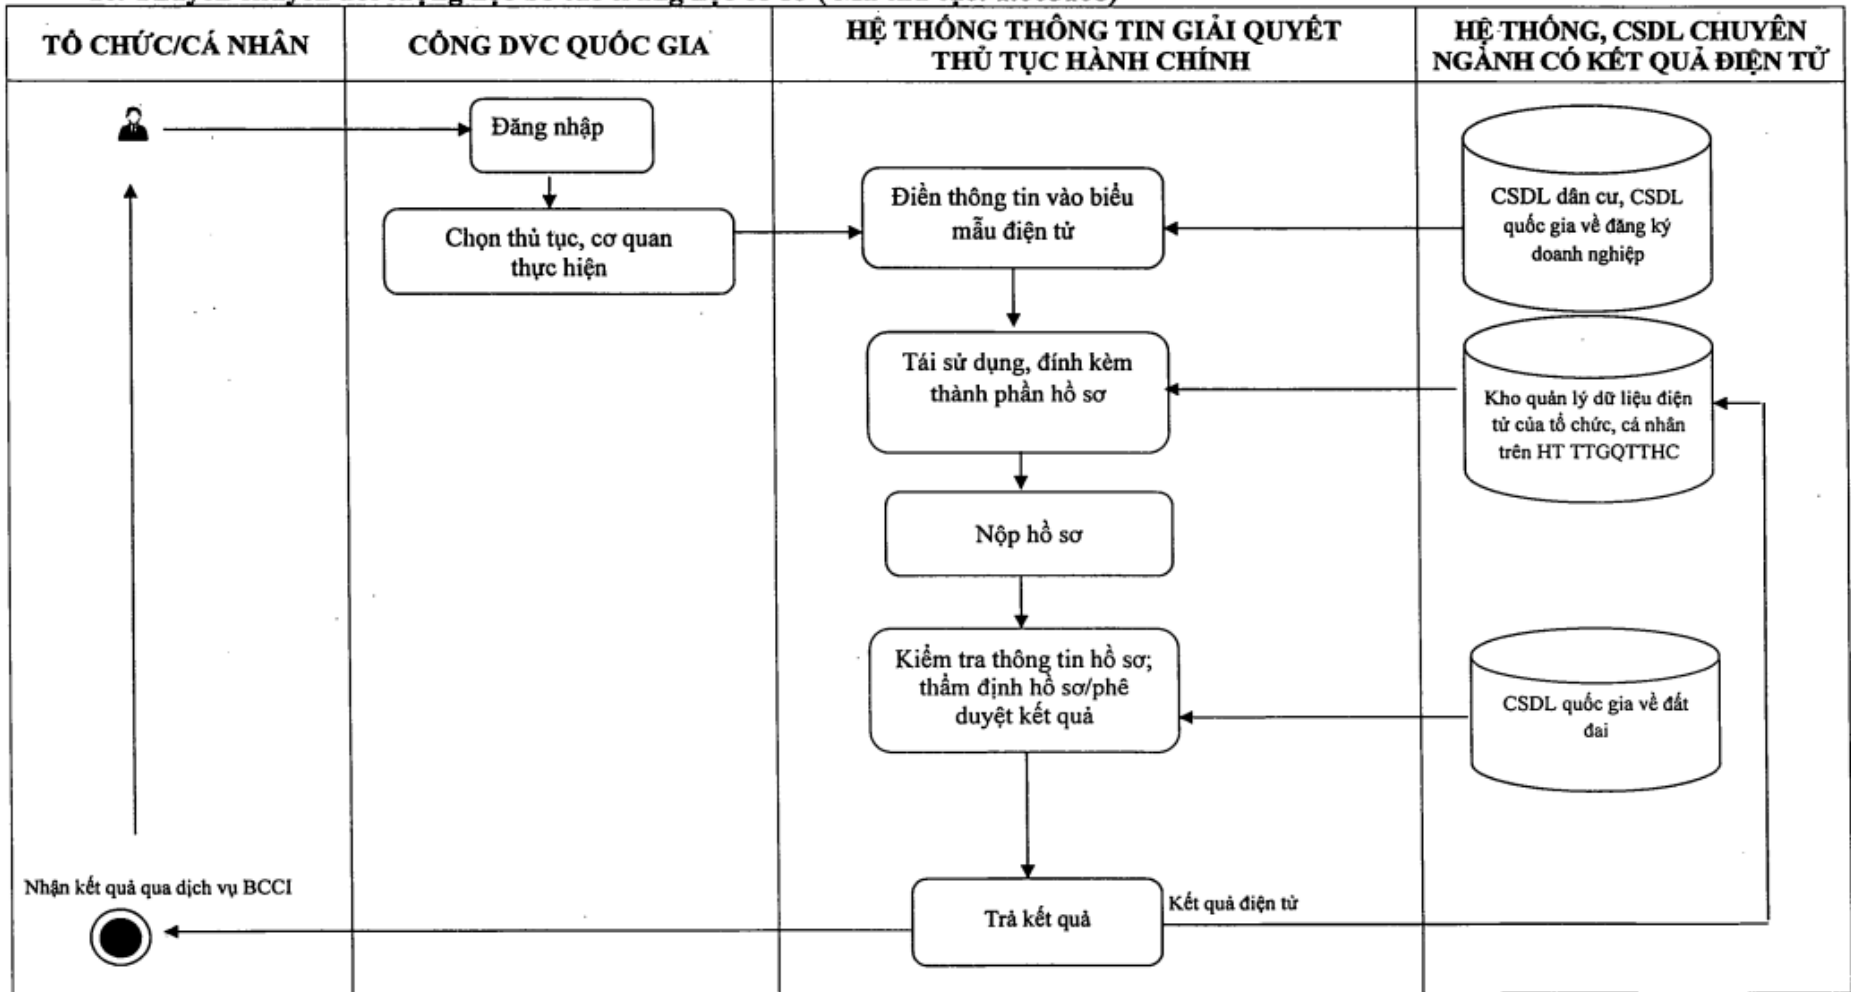 TỔ CHỨC/CÁ NHÂN
CỔNG DVC QUỐC GIA
HỆ THỐNG THÔNG TIN GIẢI QUYẾT
THỦ TỤC HÀNH CHÍNH
HỆ THỐNG, CSDL CHUYÊN
NGÀNH CÓ KẾT QUẢ ĐIỆN TỬ
Đăng nhập
Chọn thủ tục, cơ quan
thực hiện
Điền thông tin vào biểu
mẫu điện tử
CSDL dân cư, CSDL
quốc gia về đăng ký
doanh nghiệp
Tái sử dụng, đính kèm
thành phần hồ sơ
Kho quản lý dữ liệu điện
tử của tổ chức, cá nhân
trên HT TTGQTTHC
Nộp hồ sơ
Kiểm tra thông tin hồ sơ;
thẩm định hồ sơ/phê
duyệt kết quả
CSDL quốc gia về đất
đai
Nhận kết quả qua dịch vụ BCCI
Trả kết quả
Kết quả điện tử